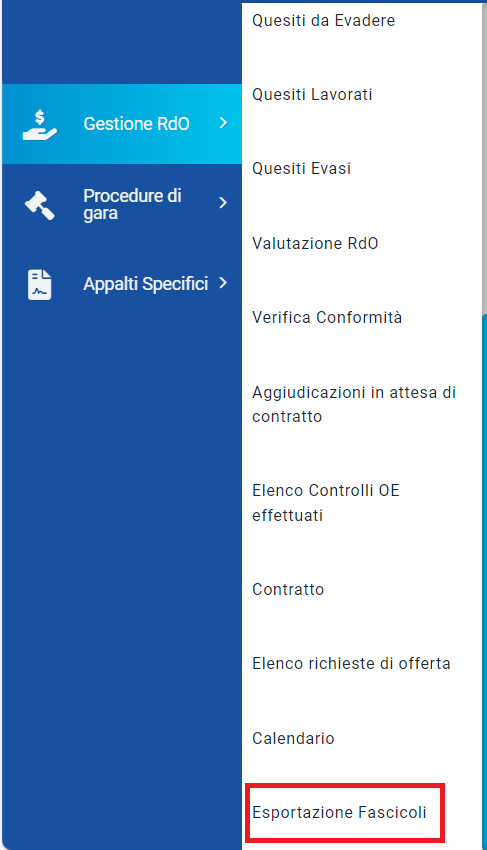 Gestione RdO
Procedure di
gara
Appalti Specifici
Quesiti da Evadere
Quesiti Lavorati
Quesiti Evasi
Valutazione RdO
Verifica Conformità
Aggiudicazioni in attesa di
contratto
Elenco Controlli OE
effettuati
Contratto
Elenco richieste di offerta
Calendario
Esportazione Fascicoli